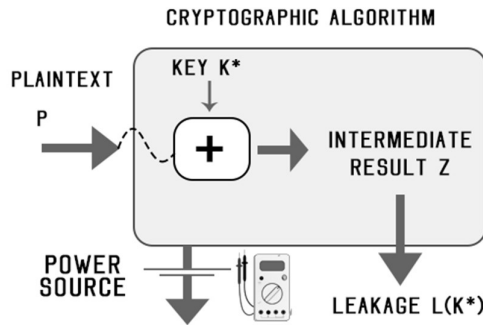 CRYPTOGRAPHIC ALGORITHM
KEY K*
PLAINTEXT
P
+
INTERMEDIATE
RESULT Z
POWER
SOURCE
LEAKAGE L(K*)